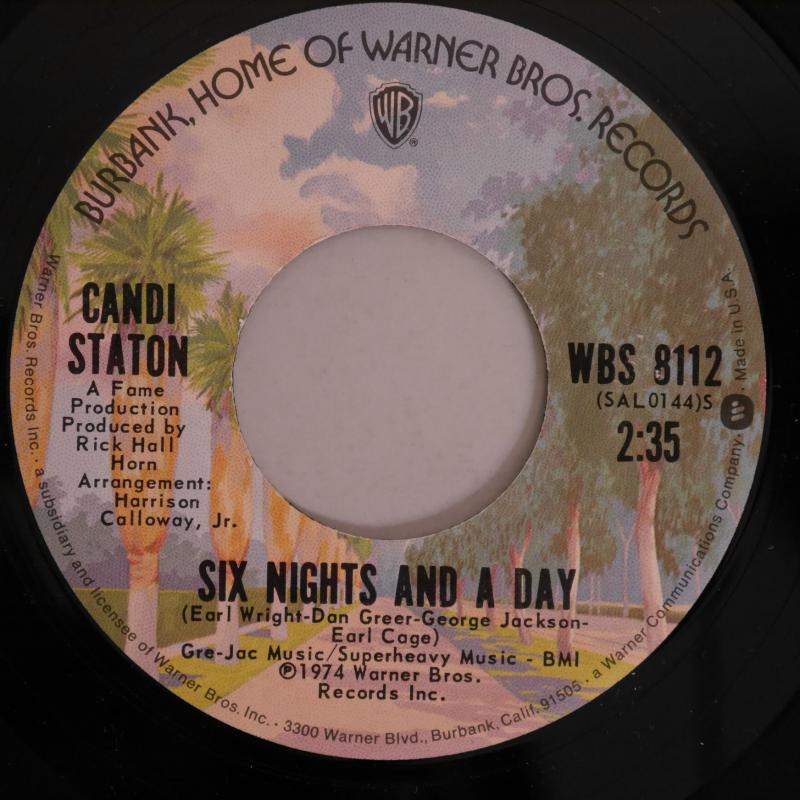 BURBANK, HOME OF WARNER BROS. RECORDS
WB
®
CANDI
STATON
A Fame
Production
Produced by
Rick Hall
Horn
Arrangement:
Harrison
Calloway, Jr.
WBS 8112
(SAL0144)S
2:35
SIX NIGHTS AND A DAY
(Earl Wright-Dan Greer-George Jackson-
Earl Cage)
Gre-Jac Music/Superheavy Music - BMI
℗1974 Warner Bros.
Records Inc.
Warner Bros. Records Inc. · a subsidiary and licensee of Warner Bros. Inc. · 3300 Warner Blvd., Burbank, Calif. 91505 · a Warner Communications Company. · Made in U.S.A.